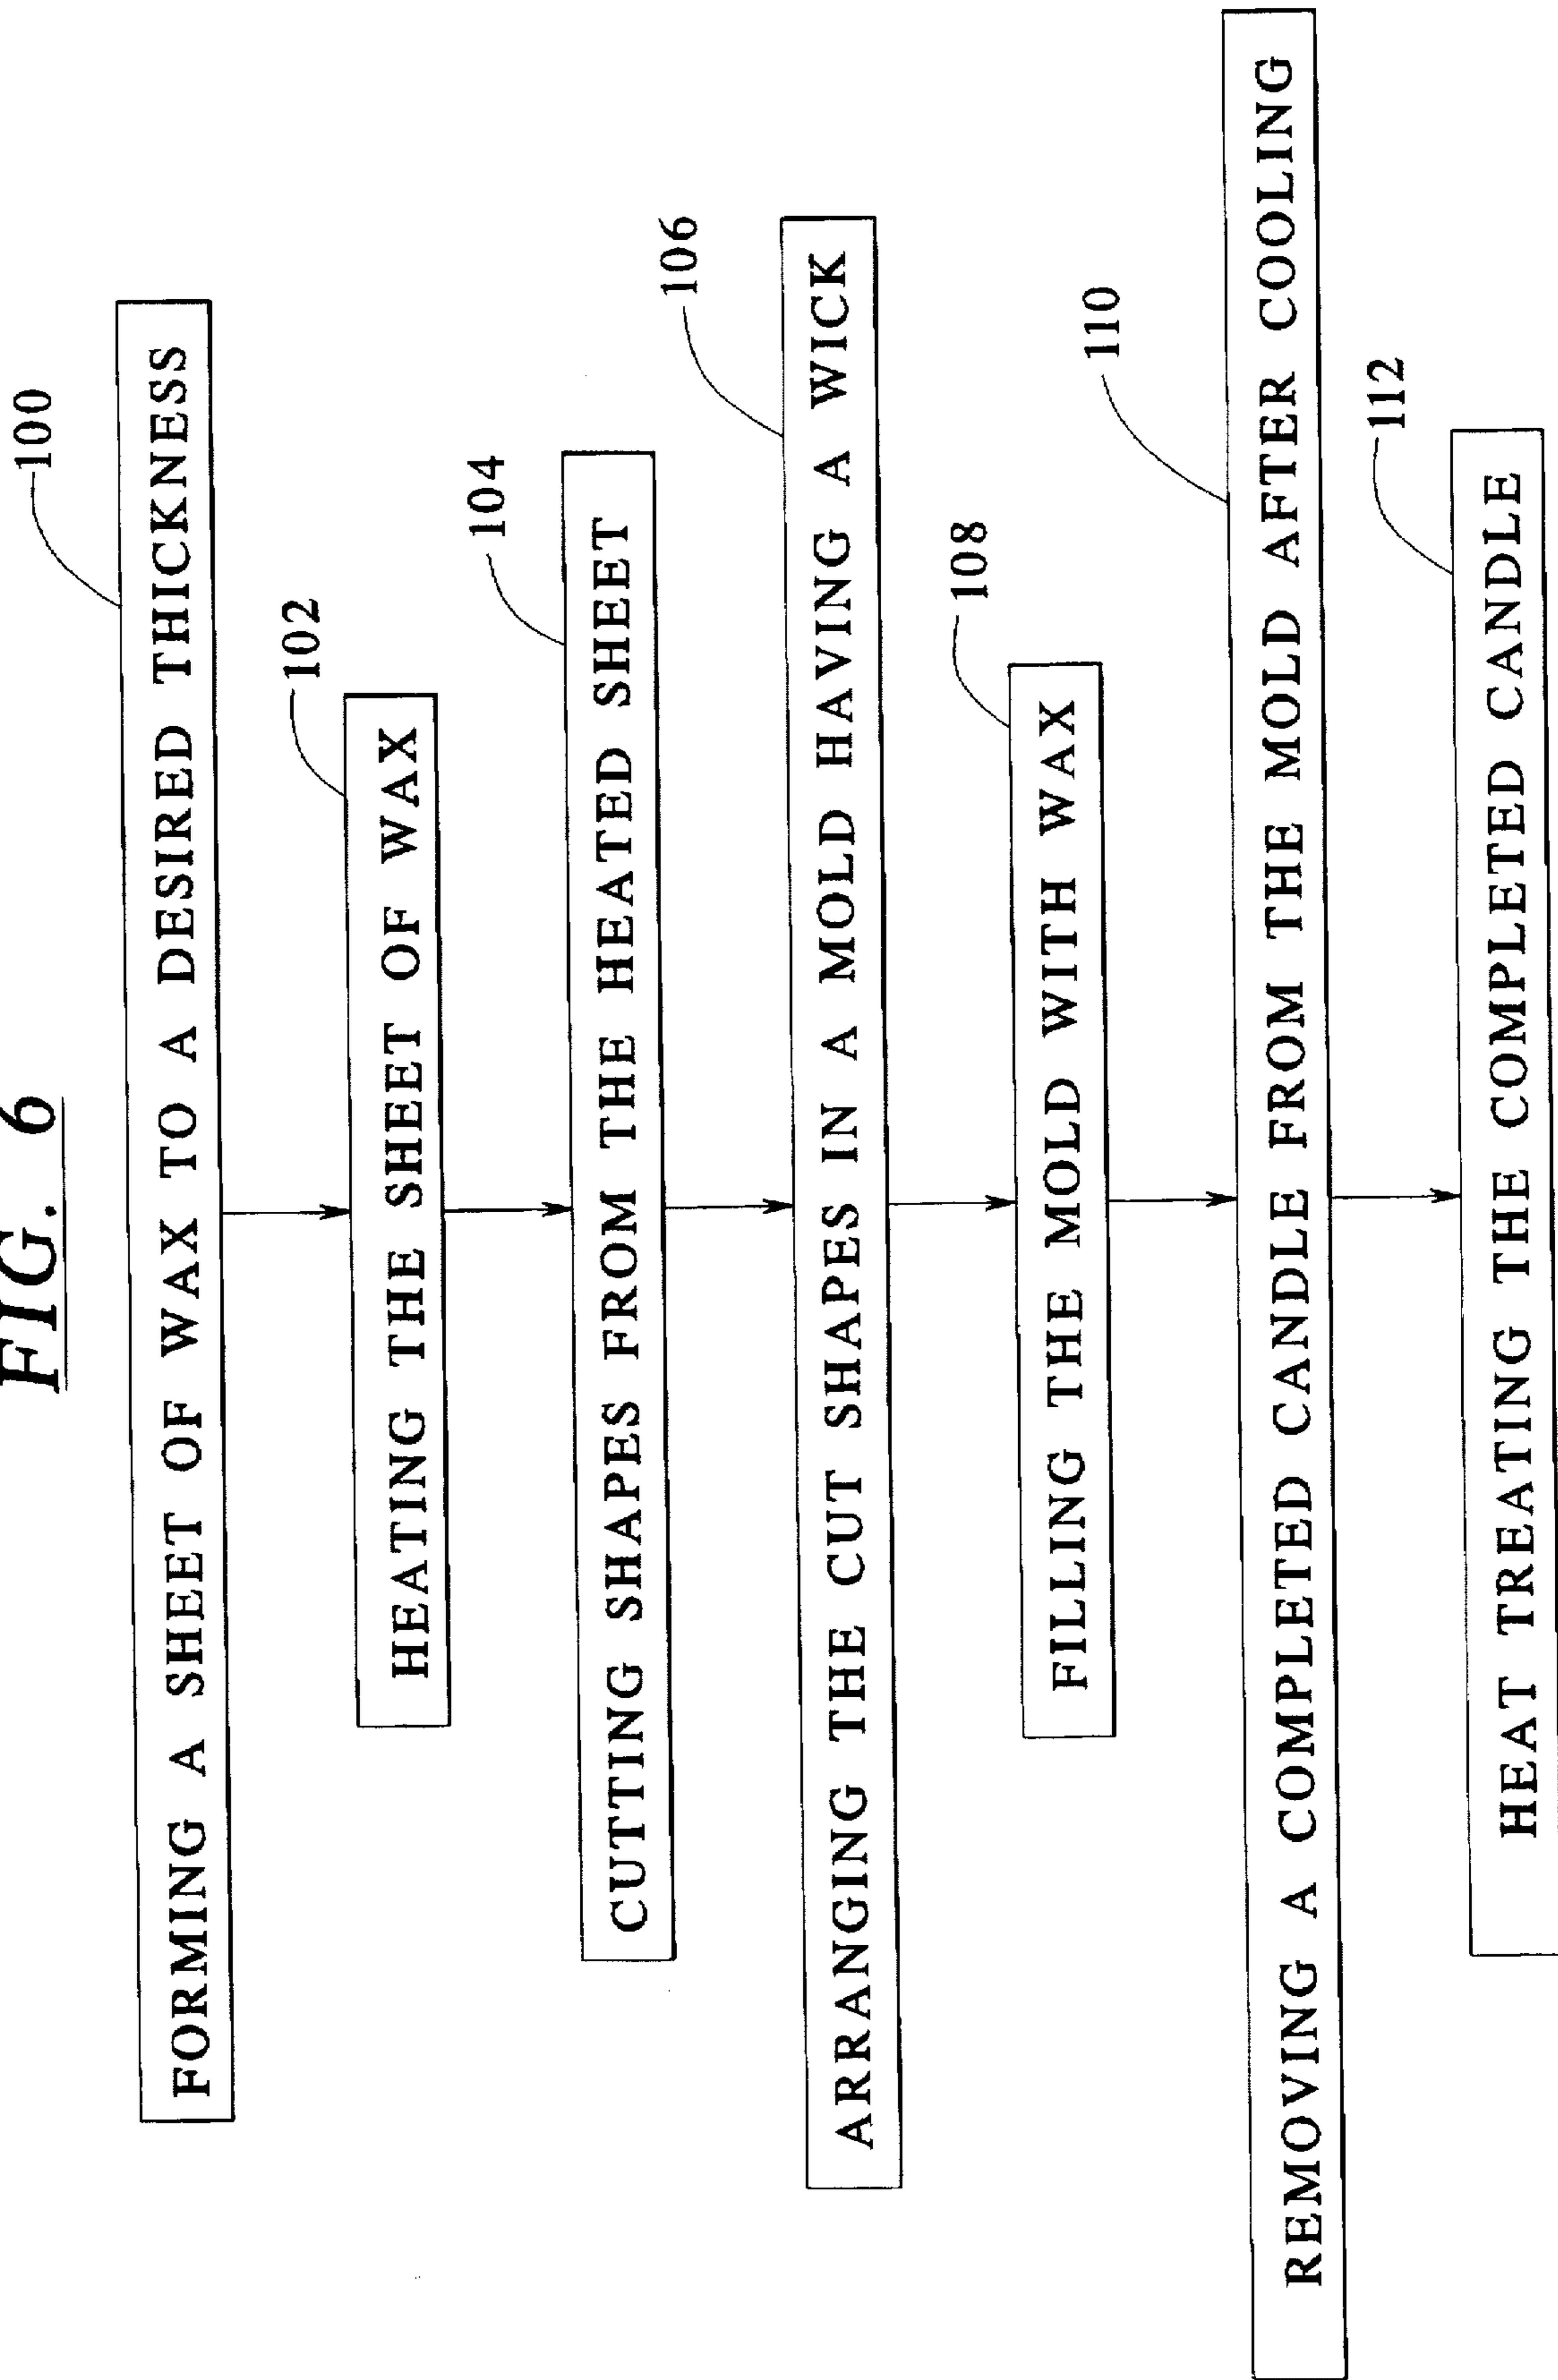 FIG. 6
100
FORMING A SHEET OF WAX TO A DESIRED THICKNESS
102
HEATING THE SHEET OF WAX
104
CUTTING SHAPES FROM THE HEATED SHEET
106
ARRANGING THE CUT SHAPES IN A MOLD HAVING A WICK
108
FILLING THE MOLD WITH WAX
110
REMOVING A COMPLETED CANDLE FROM THE MOLD AFTER COOLING
112
HEAT TREATING THE COMPLETED CANDLE